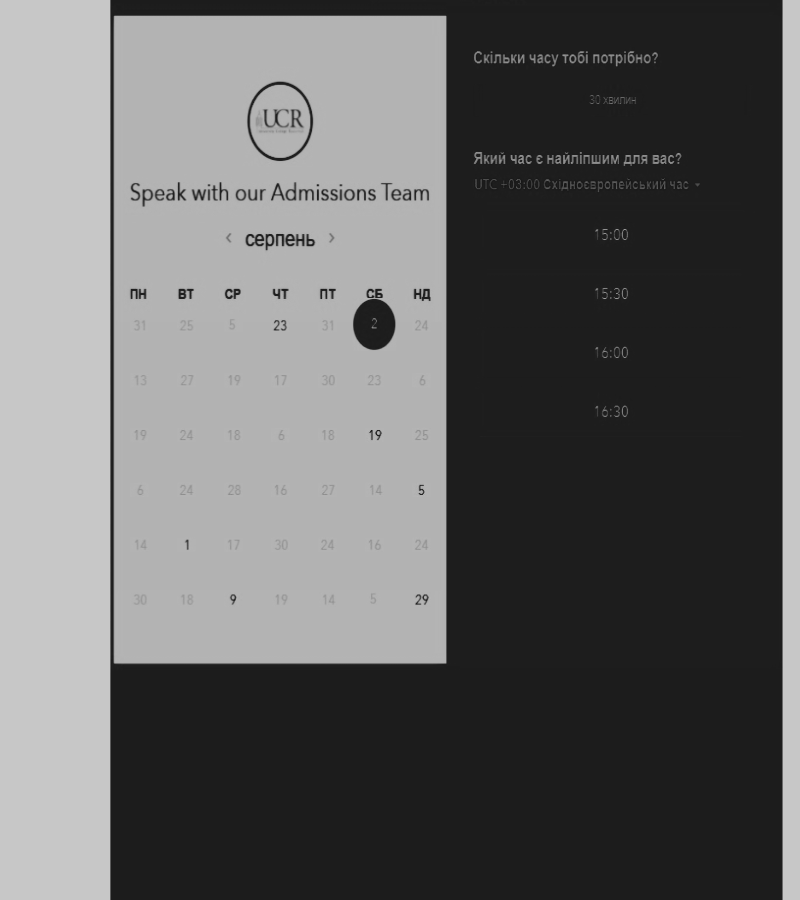 UCR
Speak with our Admissions Team
‹ серпень ›
ПН ВТ СР ЧТ ПТ СБ НД
31 25 5 23 31 2 24
13 27 19 17 30 23 6
19 24 18 6 18 19 25
6 24 28 16 27 14 5
14 1 17 30 24 16 24
30 18 9 19 14 5 29
Скільки часу тобі потрібно?
30 хвилин
Який час є найліпшим для вас?
UTC +03:00 Східноєвропейський час
15:00
15:30
16:00
16:30